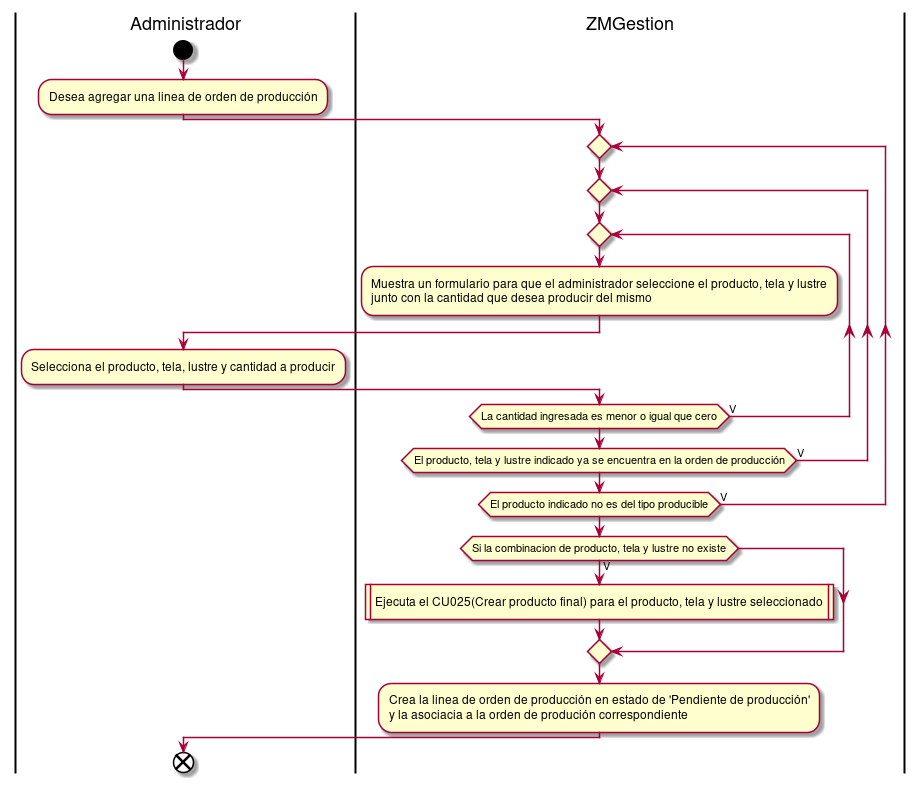 Administrador
ZMGestion
Desea agregar una linea de orden de producción
Muestra un formulario para que el administrador seleccione el producto, tela y lustre
junto con la cantidad que desea producir del mismo
Selecciona el producto, tela, lustre y cantidad a producir
La cantidad ingresada es menor o igual que cero
V
El producto, tela y lustre indicado ya se encuentra en la orden de producción
V
El producto indicado no es del tipo producible
V
Si la combinacion de producto, tela y lustre no existe
V
Ejecuta el CU025(Crear producto final) para el producto, tela y lustre seleccionado
Crea la linea de orden de producción en estado de 'Pendiente de producción'
y la asociacia a la orden de produción correspondiente